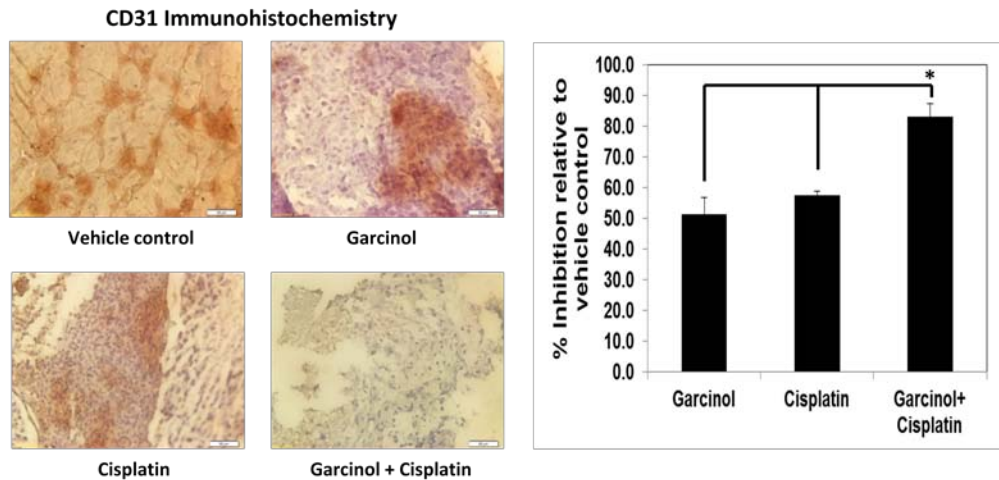 CD31 Immunohistochemistry
Vehicle control
Garcinol
Cisplatin
Garcinol + Cisplatin
% Inhibition relative to
vehicle control
100.0
90.0
80.0
70.0
60.0
50.0
40.0
30.0
20.0
10.0
0.0
*
Garcinol
Cisplatin
Garcinol+
Cisplatin